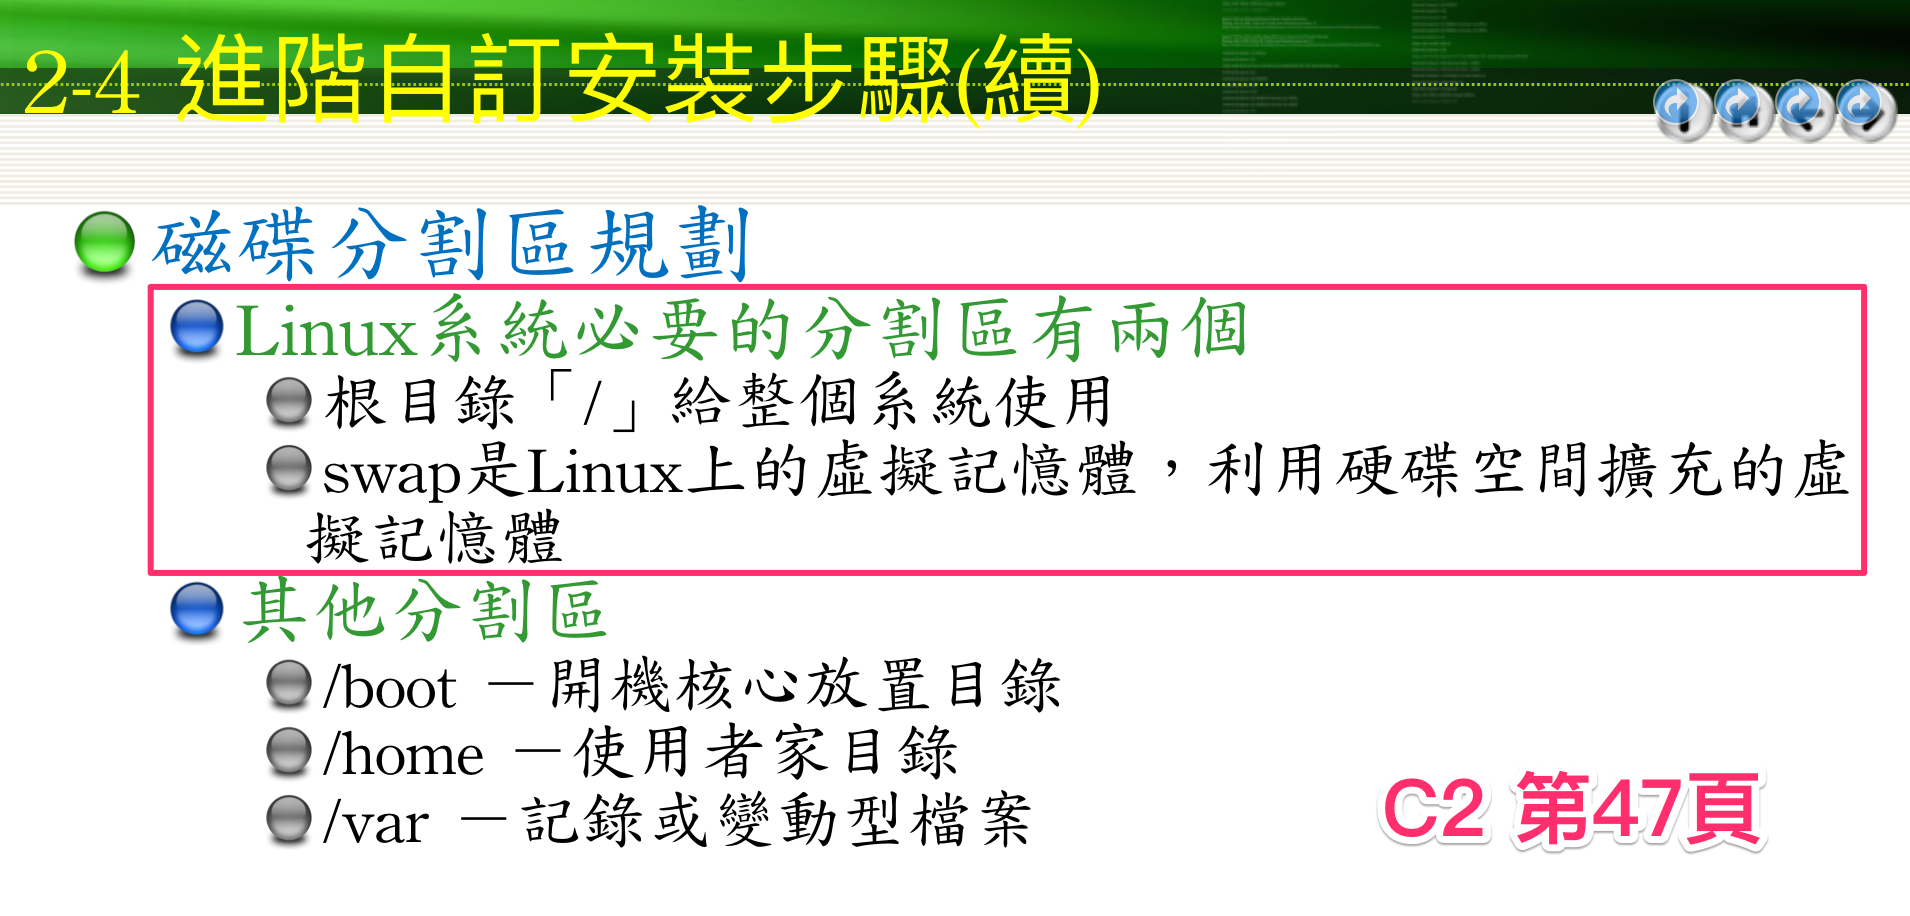 2-4 進階自訂安裝步驟(續)
磁碟分割區規劃
Linux系統必要的分割區有兩個
根目錄「/」給整個系統使用
swap是Linux上的虛擬記憶體，利用硬碟空間擴充的虛
擬記憶體
其他分割區
/boot －開機核心放置目錄
/home －使用者家目錄
/var －記錄或變動型檔案
C2 第47頁